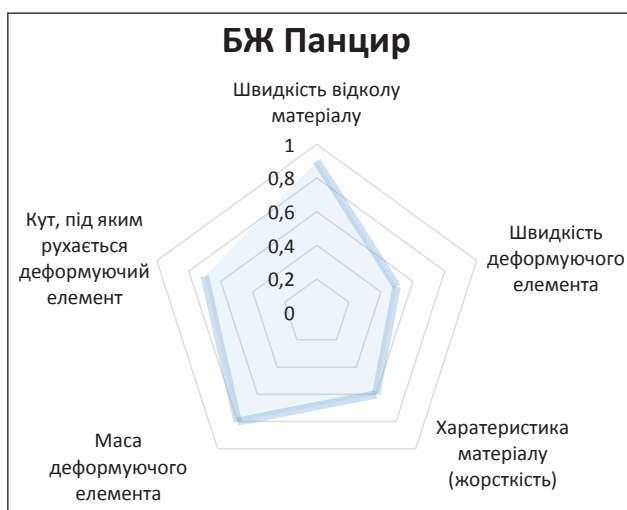 БЖ Панцир
Швидкість відколу
матеріалу
1
0,8
0,6
0,4
0,2
0
Швидкість
деформуючого
елемента
Харатеристика
матеріалу
(жорсткість)
Маса
деформуючого
елемента
Кут, під яким
рухається
деформуючий
елемент